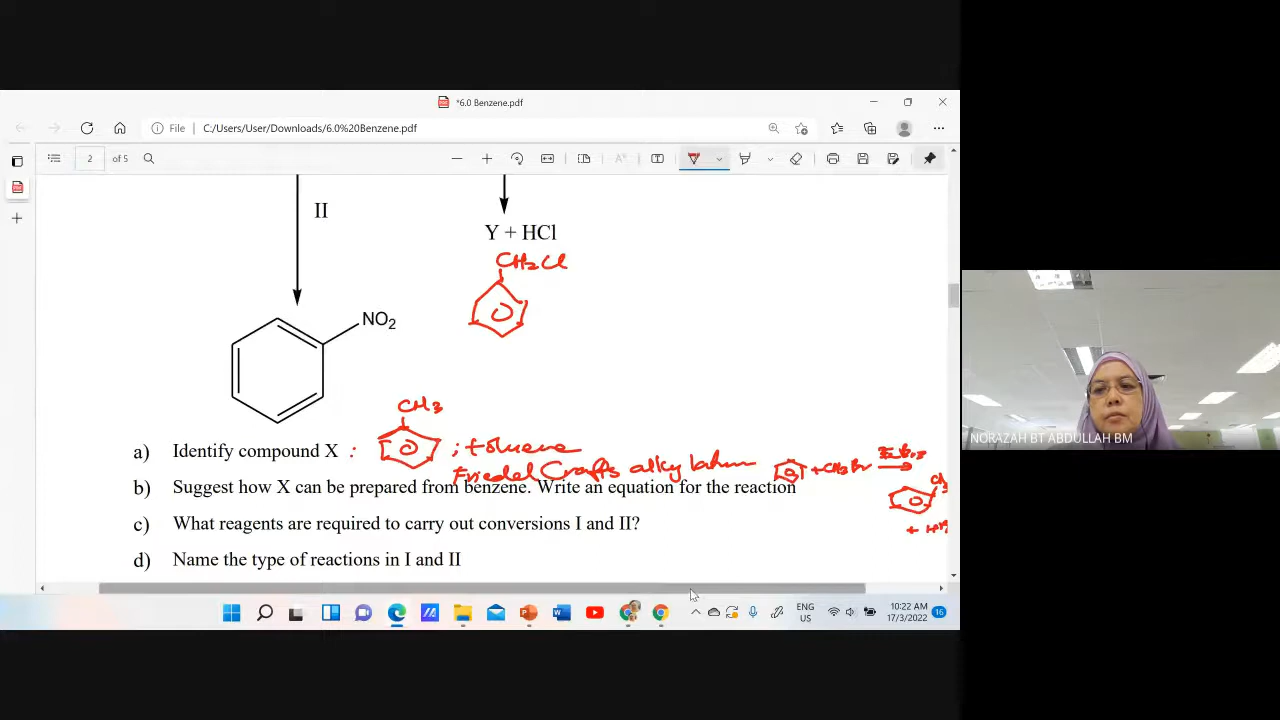 *6.0 Benzene.pdf
File
C:/Users/User/Downloads/6.0%20Benzene.pdf
2 of 5
II
Y + HCl
CH2Cl
NO2
CH3
a) Identify compound X : ; toluene
Friedel Crafts alkylation + CH3Br
b) Suggest how X can be prepared from benzene. Write an equation for the reaction
c) What reagents are required to carry out conversions I and II?
d) Name the type of reactions in I and II
NORAZAH BT ABDULLAH BM
ENG
US
10:22 AM
17/3/2022
16